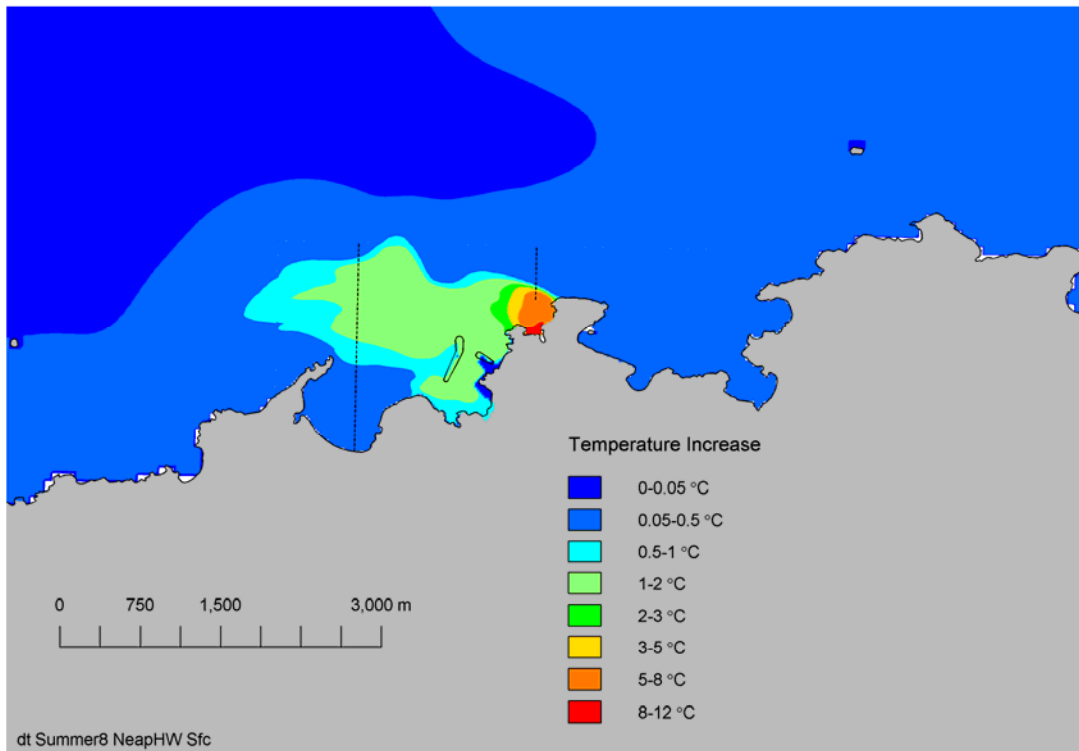 Temperature Increase
0-0.05 °C
0.05-0.5 °C
0.5-1 °C
1-2 °C
2-3 °C
3-5 °C
5-8 °C
8-12 °C
0 750 1,500 3,000 m
dt Summer8 NeapHW Sfc